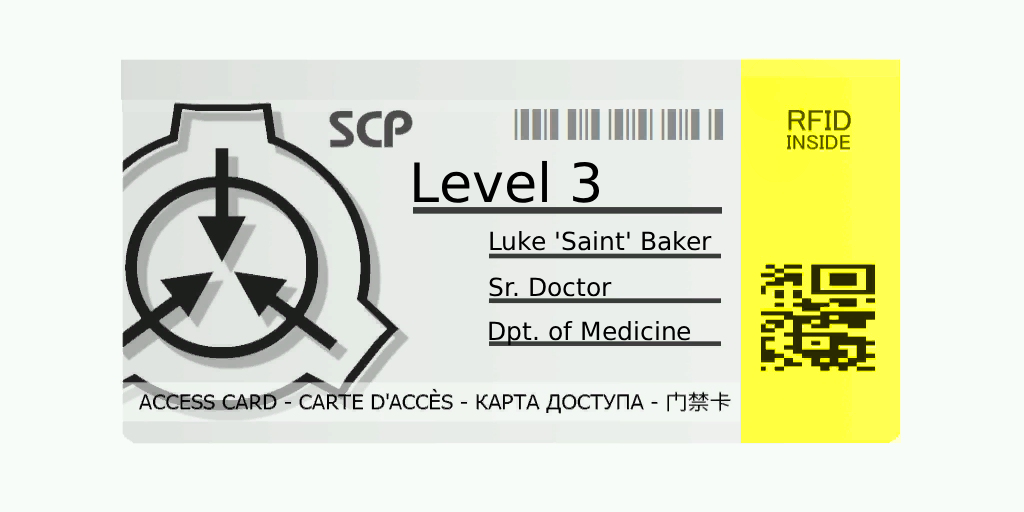 SCP
RFID
INSIDE
Level 3
Luke 'Saint' Baker
Sr. Doctor
Dpt. of Medicine
ACCESS CARD - CARTE D'ACCÈS - КАРТА ДОСТУПА - 门禁卡